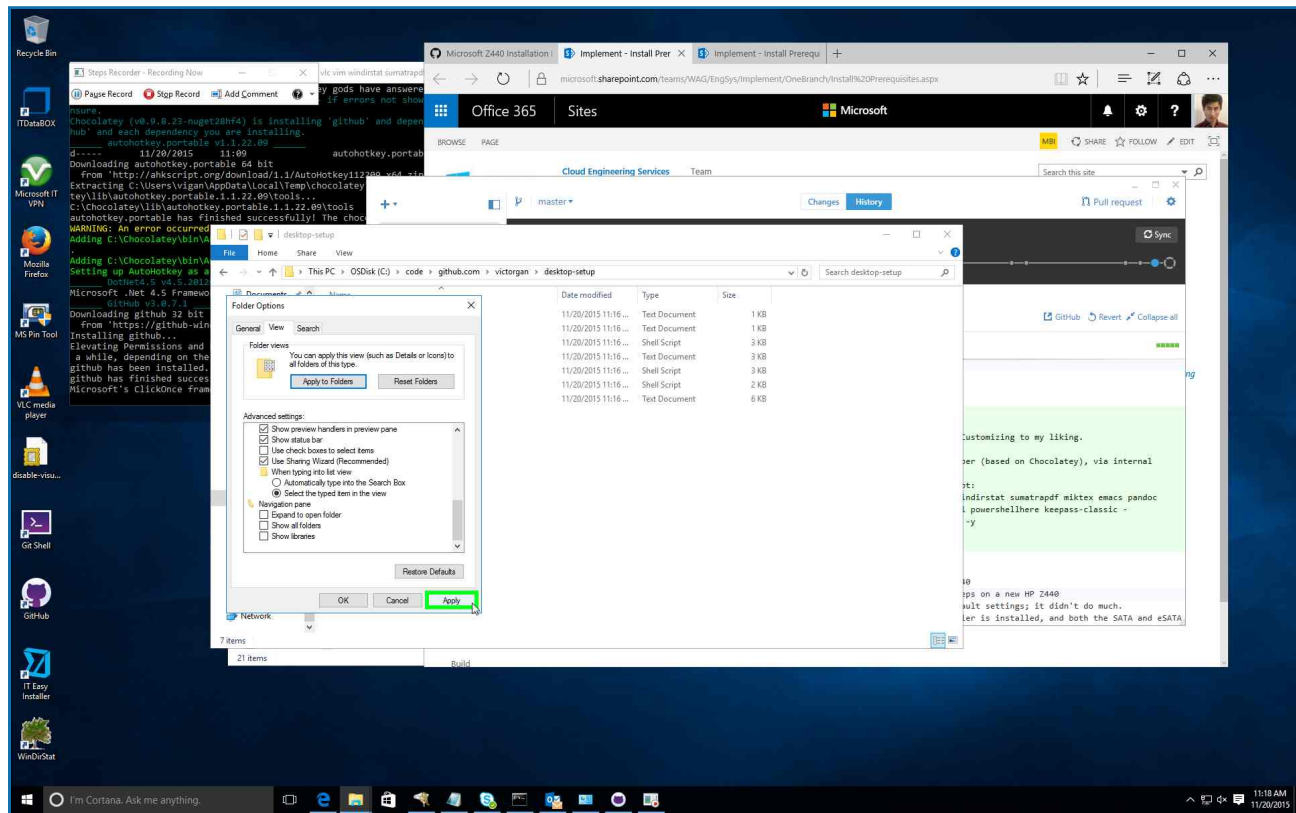 Recycle Bin
ITDataBOX
Microsoft IT
VPN
Mozilla
Firefox
MS Pin Tool
VLC media
player
disable-visu...
Git Shell
GitHub
IT Easy
Installer
WinDirStat
Steps Recorder - Recording Now
Pause Record Stop Record Add Comment
vlc vim windirstat sumatrapd
ey gods have answere
if errors not show
nsure.
Chocolatey (v0.9.8.23-nuget28hf4) is installing 'github' and depen
hub' and each dependency you are installing.
autohotkey.portable v1.1.22.09
d----- 11/20/2015 11:09 autohotkey.portab
Downloading autohotkey.portable 64 bit
Extracting C:\Users\vigan\AppData\Local\Temp\chocolatey
tey\lib\autohotkey.portable.1.1.22.09\tools...
C:\Chocolatey\lib\autohotkey.portable.1.1.22.09\tools
autohotkey.portable has finished successfully! The choc
WARNING: An error occurred
Adding C:\Chocolatey\bin\A
.
Adding C:\Chocolatey\bin\A
Setting up AutoHotkey as a
DotNet4.5 v4.5.2012
Microsoft .Net 4.5 Framewo
GitHub v3.0.7.1
Downloading github 32 bit
from 'https://github-win
Installing github...
Elevating Permissions and
a while, depending on the
github has been installed.
github has finished succes
Microsoft's ClickOnce fram
Microsoft Z440 Installation
Implement - Install Prer
Implement - Install Prerequ
microsoft.sharepoint.com/teams/WAG/EngSys/Implement/OneBranch/Install%20Prerequisites.aspx
Office 365 Sites Microsoft ?
BROWSE PAGE MBI SHARE FOLLOW EDIT
Cloud Engineering Services Team Search this site
master Changes History Pull request
Sync
GitHub Revert Collapse all
ng
Customizing to my liking.
er (based on Chocolatey), via internal
pt:
indirstat sumatrapdf miktex emacs pandoc
l powershellhere keepass-classic -
-y
eps on a new HP Z440
ault settings; it didn't do much.
ler is installed, and both the SATA and eSATA
Build
desktop-setup
File Home Share View
This PC > OSDisk (C:) > code > github.com > victorgan > desktop-setup
Search desktop-setup
Documents Name Date modified Type Size
11/20/2015 11:16 ... Text Document 1 KB
11/20/2015 11:16 ... Text Document 1 KB
11/20/2015 11:16 ... Shell Script 3 KB
11/20/2015 11:16 ... Text Document 3 KB
11/20/2015 11:16 ... Shell Script 3 KB
11/20/2015 11:16 ... Shell Script 2 KB
11/20/2015 11:16 ... Text Document 6 KB
Folder Options
General View Search
Folder views
You can apply this view (such as Details or Icons) to
all folders of this type.
Apply to Folders Reset Folders
Advanced settings:
Show preview handlers in preview pane
Show status bar
Use check boxes to select items
Use Sharing Wizard (Recommended)
When typing into list view
Automatically type into the Search Box
Select the typed item in the view
Navigation pane
Expand to open folder
Show all folders
Show libraries
Restore Defaults
OK Cancel Apply
Network
7 items
21 items
I'm Cortana. Ask me anything.
11:18 AM
11/20/2015